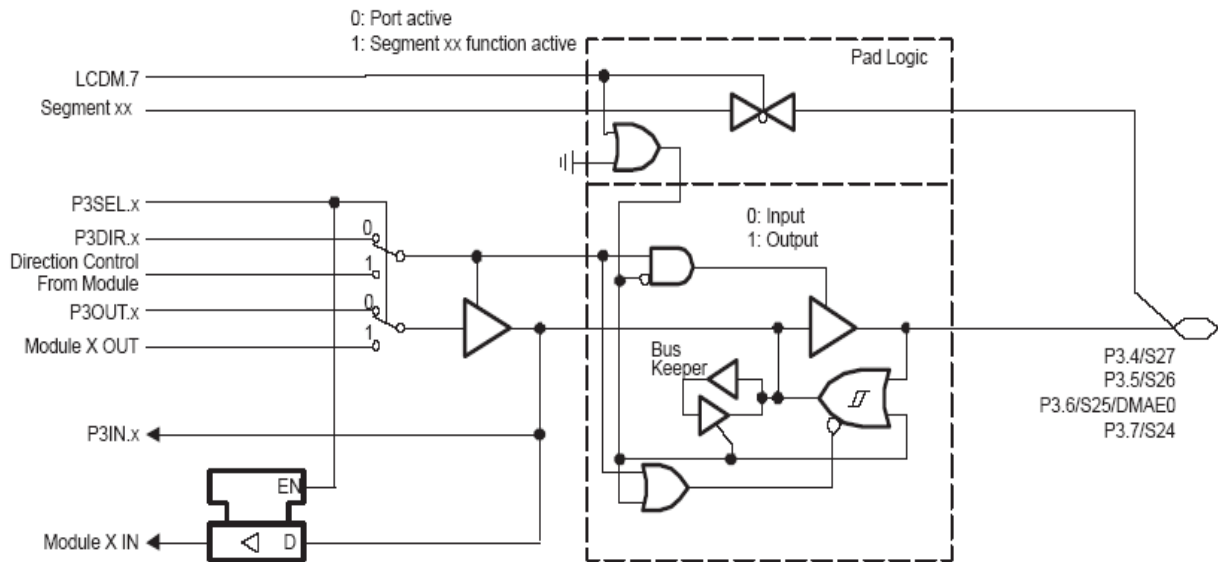 0: Port active
1: Segment xx function active
Pad Logic
LCDM.7
Segment xx
P3SEL.x
0
P3DIR.x
Direction Control
From Module
1
0: Input
1: Output
P3OUT.x
0
Module X OUT
1
Bus
Keeper
P3.4/S27
P3.5/S26
P3.6/S25/DMAE0
P3.7/S24
P3IN.x
EN
Module X IN
D